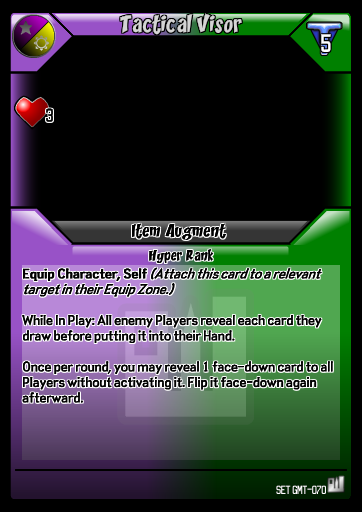 Tactical Visor
5
3
Item Augment
Hyper Rank
Equip Character, Self (Attach this card to a relevant
target in their Equip Zone.)
While In Play: All enemy Players reveal each card they
draw before putting it into their Hand.
Once per round, you may reveal 1 face-down card to all
Players without activating it. Flip it face-down again
afterward.
SET GMT-070